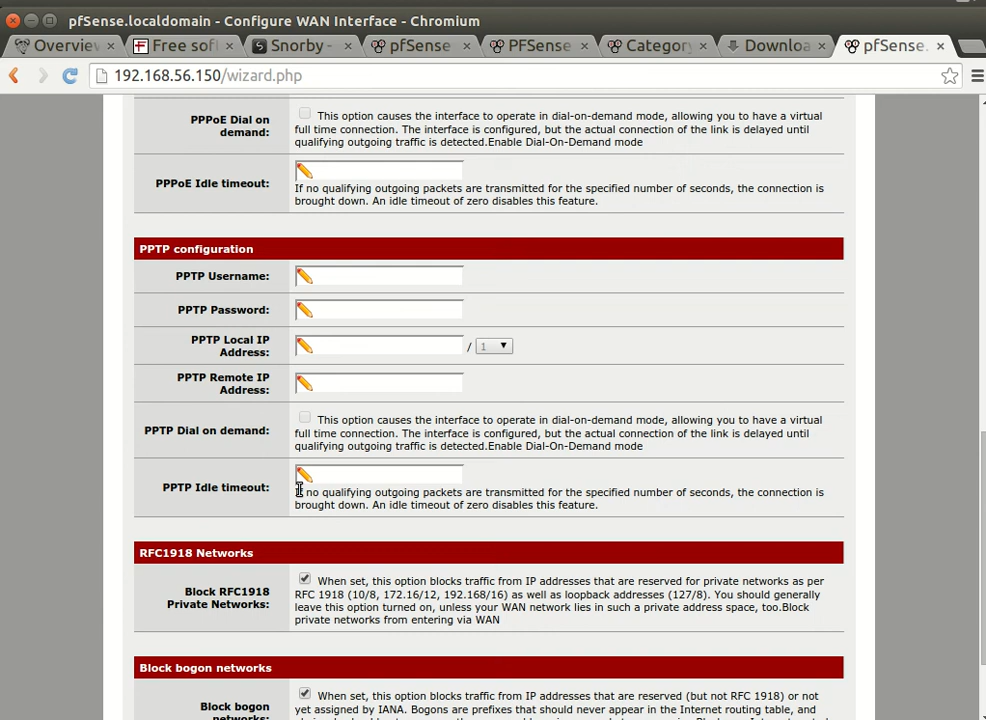 pfSense.localdomain - Configure WAN Interface - Chromium
Overview
Free soft
Snorby -
pfSense
PFSense
Category
Downloa
pfSense.
192.168.56.150/wizard.php
PPPoE Dial on
demand:
This option causes the interface to operate in dial-on-demand mode, allowing you to have a virtual
full time connection. The interface is configured, but the actual connection of the link is delayed until
qualifying outgoing traffic is detected.Enable Dial-On-Demand mode
PPPoE Idle timeout:
If no qualifying outgoing packets are transmitted for the specified number of seconds, the connection is
brought down. An idle timeout of zero disables this feature.
PPTP configuration
PPTP Username:
PPTP Password:
PPTP Local IP
Address:
/ 1
PPTP Remote IP
Address:
PPTP Dial on demand:
This option causes the interface to operate in dial-on-demand mode, allowing you to have a virtual
full time connection. The interface is configured, but the actual connection of the link is delayed until
qualifying outgoing traffic is detected.Enable Dial-On-Demand mode
PPTP Idle timeout:
If no qualifying outgoing packets are transmitted for the specified number of seconds, the connection is
brought down. An idle timeout of zero disables this feature.
RFC1918 Networks
Block RFC1918
Private Networks:
When set, this option blocks traffic from IP addresses that are reserved for private networks as per
RFC 1918 (10/8, 172.16/12, 192.168/16) as well as loopback addresses (127/8). You should generally
leave this option turned on, unless your WAN network lies in such a private address space, too.Block
private networks from entering via WAN
Block bogon networks
Block bogon
networks:
When set, this option blocks traffic from IP addresses that are reserved (but not RFC 1918) or not
yet assigned by IANA. Bogons are prefixes that should never appear in the Internet routing table, and